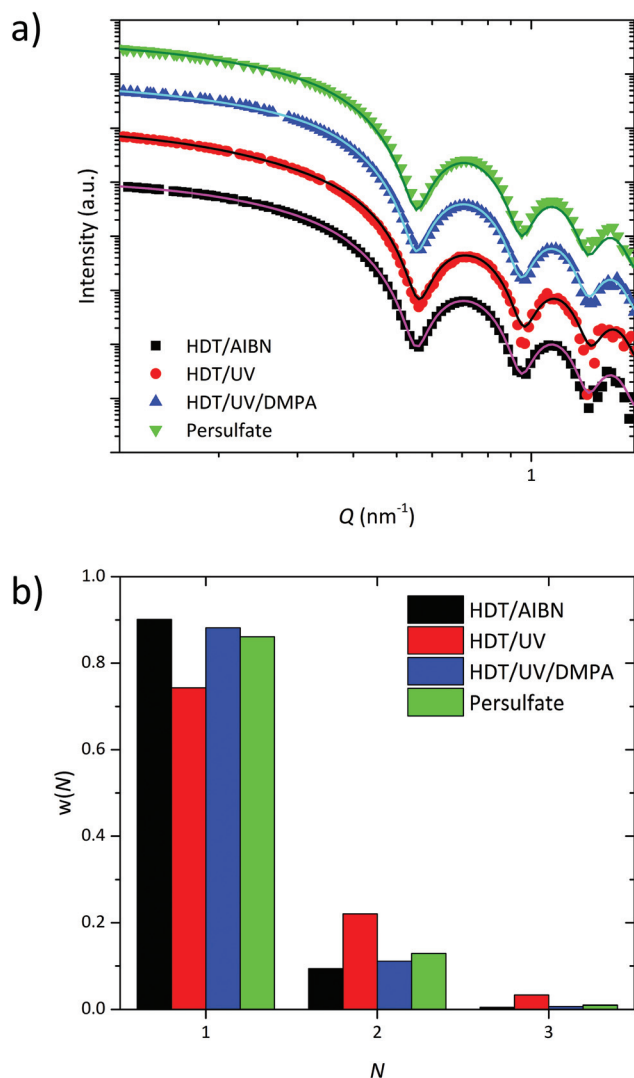 a)
Intensity (a.u.)
HDT/AIBN
HDT/UV
HDT/UV/DMPA
Persulfate
1
Q (nm⁻¹)
b)
1.0
0.8
0.6
0.4
0.2
0.0
w(N)
HDT/AIBN
HDT/UV
HDT/UV/DMPA
Persulfate
1 2 3
N